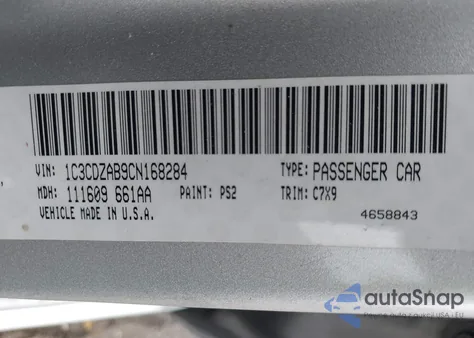 VIN: 1C3CDZAB9CN168284 TYPE: PASSENGER CAR
MDH: 111609 661AA PAINT: PS2 TRIM: C7X9
VEHICLE MADE IN U.S.A. 4658843
autoSnap